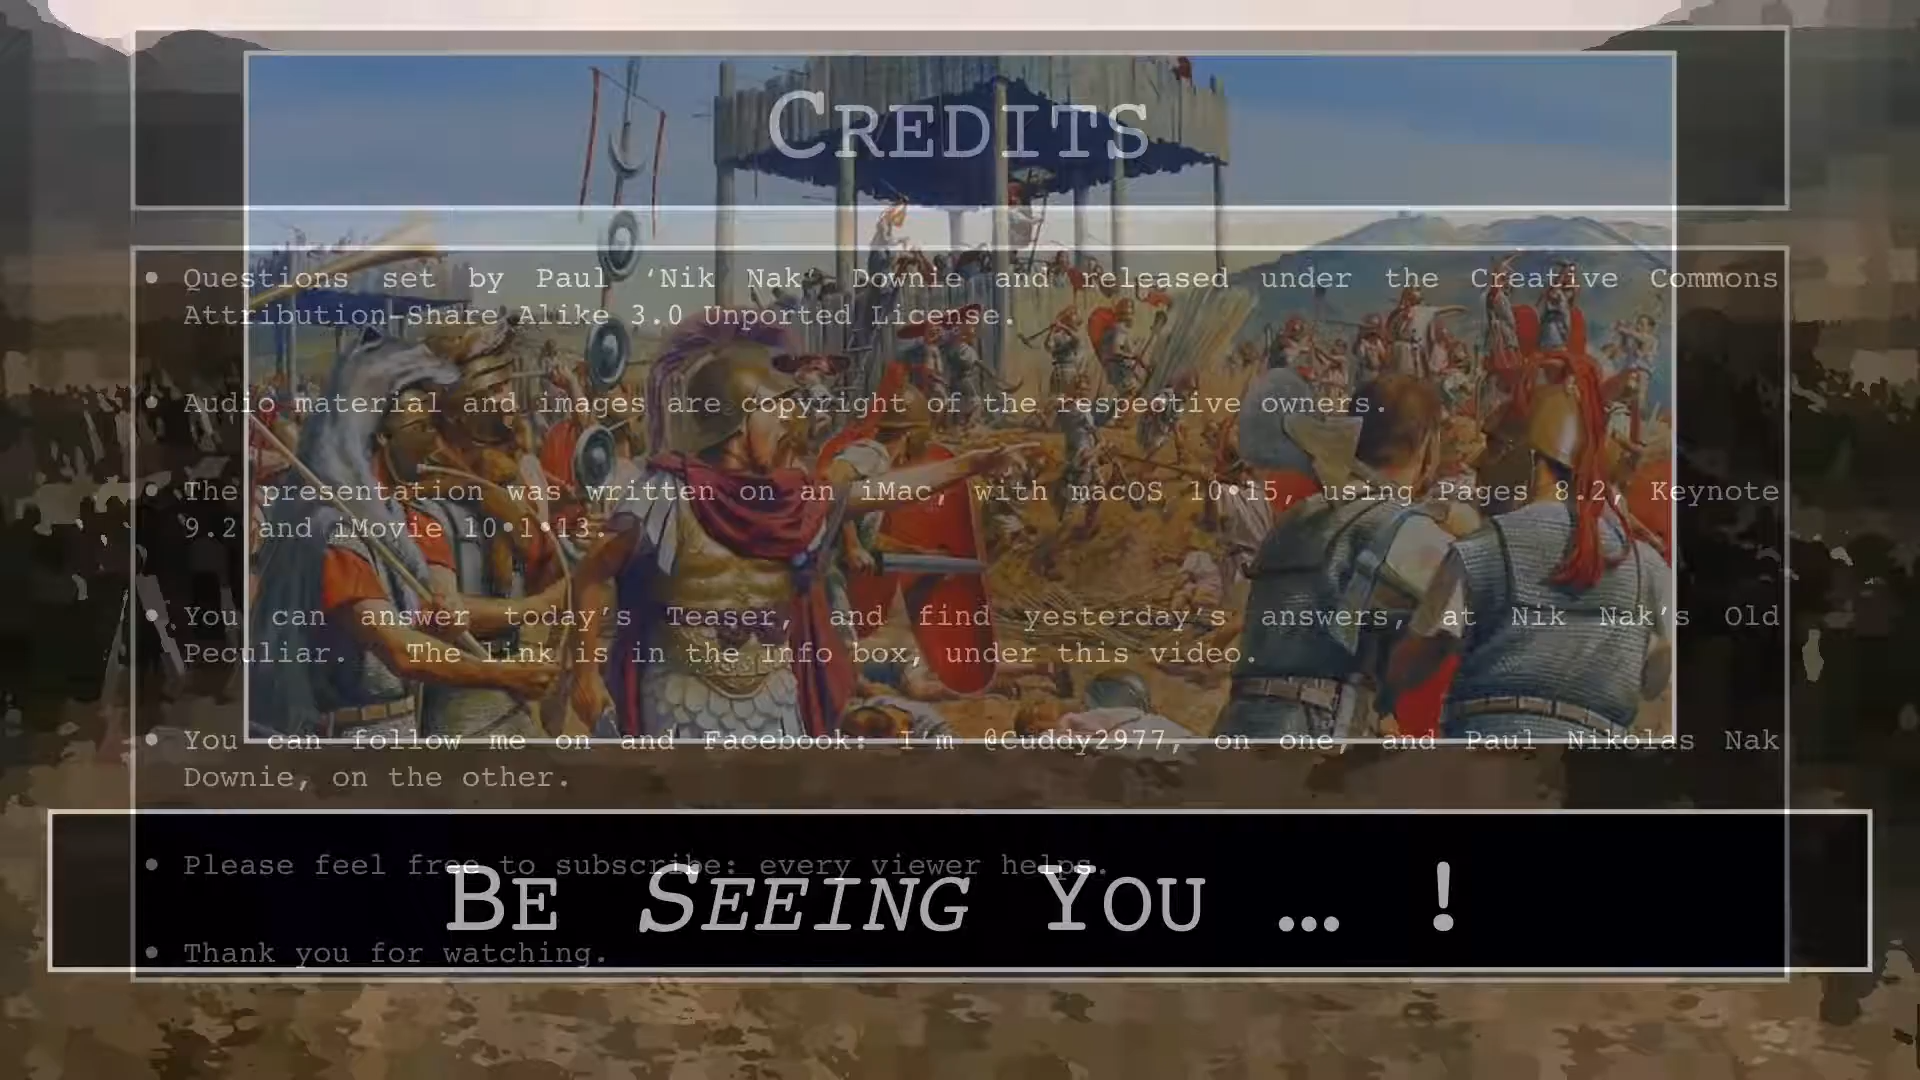 CREDITS
• Questions set by Paul ‘Nik Nak‘ Downie and released under the Creative Commons
Attribution-Share Alike 3.0 Unported License.
• Audio material and images are copyright of the respective owners.
• The presentation was written on an iMac, with macOS 10•15, using Pages 8.2, Keynote
9.2 and iMovie 10•1•13.
• You can answer today’s Teaser, and find yesterday’s answers, at Nik Nak’s Old
Peculiar. The link is in the Info box, under this video.
• You can follow me on and Facebook: I’m @Cuddy2977, on one, and Paul Nikolas Nak
Downie, on the other.
• Please feel free to subscribe: every viewer helps.
BE SEEING YOU … !
• Thank you for watching.